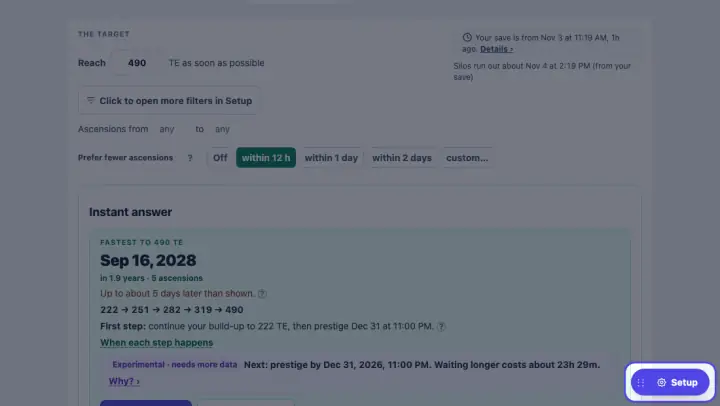 THE TARGET
Your save is from Nov 3 at 11:19 AM, 1h
ago. Details ›
Silos run out about Nov 4 at 2:19 PM (from your
save)
Reach 490 TE as soon as possible
Click to open more filters in Setup
Ascensions from any to any
Prefer fewer ascensions ? Off within 12 h within 1 day within 2 days custom...
Instant answer
FASTEST TO 490 TE
Sep 16, 2028
in 1.9 years · 5 ascensions
Up to about 5 days later than shown. ?
222 → 251 → 282 → 319 → 490
First step: continue your build-up to 222 TE, then prestige Dec 31 at 11:00 PM. ?
When each step happens
Experimental · needs more data Next: prestige by Dec 31, 2026, 11:00 PM. Waiting longer costs about 23h 29m.
Why? ›
Setup